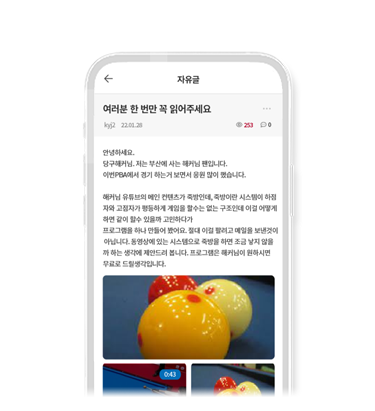 자유글
여러분 한 번만 꼭 읽어주세요
kyj2 22.01.28 253 0
안녕하세요.
당구해커님. 저는 부산에 사는 해커님 팬입니다.
이번PBA에서 경기 하는거 보면서 응원 많이 했습니다.
해커님 유튜브의 메인 컨텐츠가 죽방인데, 죽방이란 시스템이 하점
자와 고점자가 평등하게 게임을 할수는 없는 구조인데 이걸 어떻게
하면 같이 할수 있을까 고민하다가
프로그램을 하나 만들어 봤어요. 절대 이걸 팔려고 메일을 보낸것이
아닙니다. 동영상에 있는 시스템으로 죽방을 하면 조금 낫지 않을
까 하는 생각에 제안드려 봅니다. 프로그램은 해커님이 원하시면
무료로 드릴생각입니다.
0:43